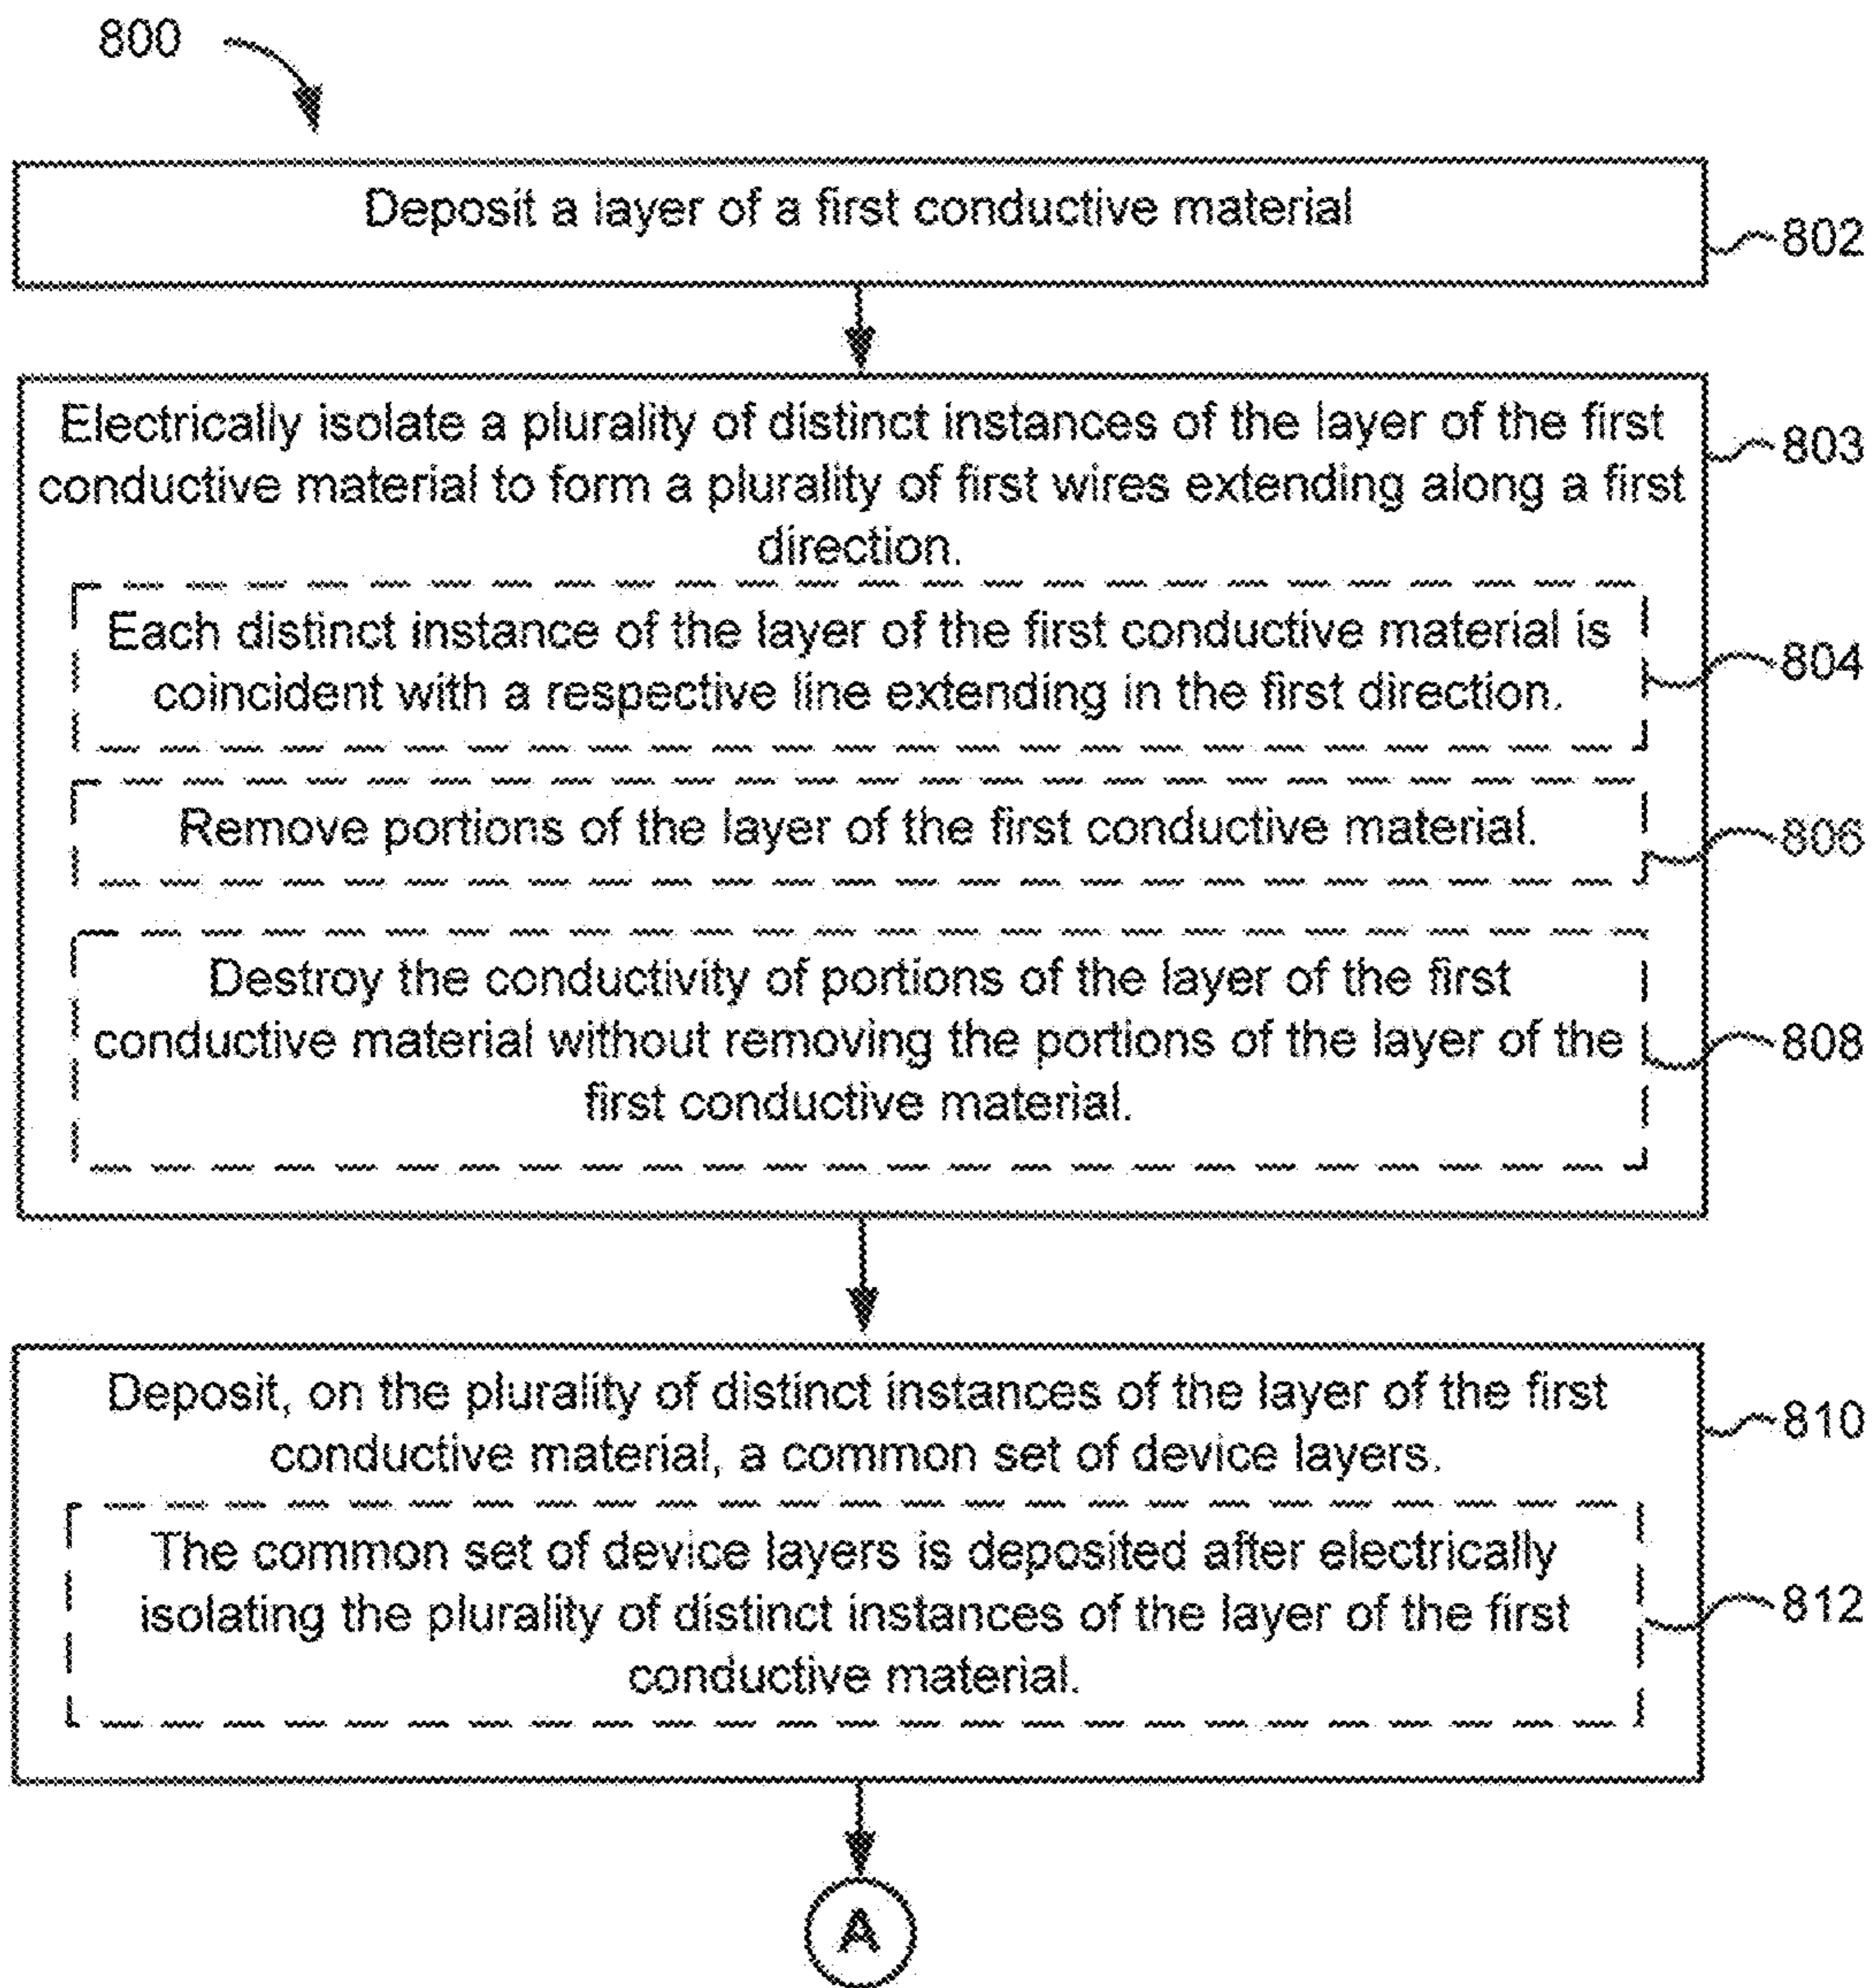 800
Deposit a layer of a first conductive material
802
Electrically isolate a plurality of distinct instances of the layer of the first
conductive material to form a plurality of first wires extending along a first
direction.
803
Each distinct instance of the layer of the first conductive material is
coincident with a respective line extending in the first direction.
804
Remove portions of the layer of the first conductive material.
806
Destroy the conductivity of portions of the layer of the first
conductive material without removing the portions of the layer of the
first conductive material.
808
Deposit, on the plurality of distinct instances of the layer of the first
conductive material, a common set of device layers.
810
The common set of device layers is deposited after electrically
isolating the plurality of distinct instances of the layer of the first
conductive material.
812
A